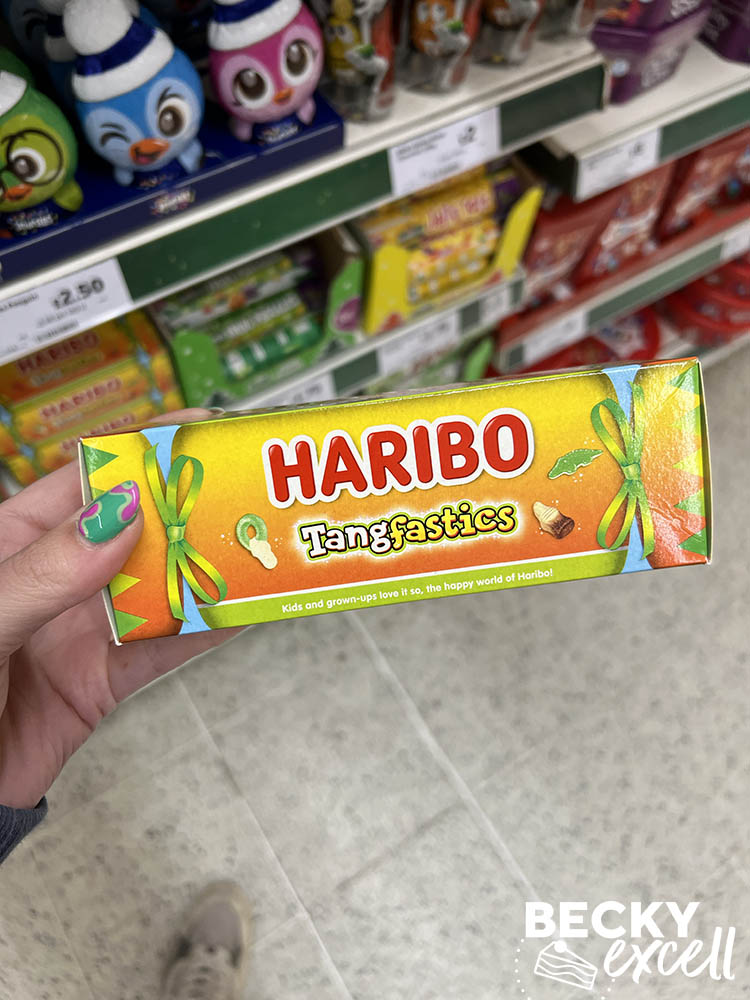 £2.50
HARIBO
HARIBO
HARIBO
HARIBO
Tangfastics
Kids and grown-ups love it so, the happy world of Haribo!
BECKY
excell